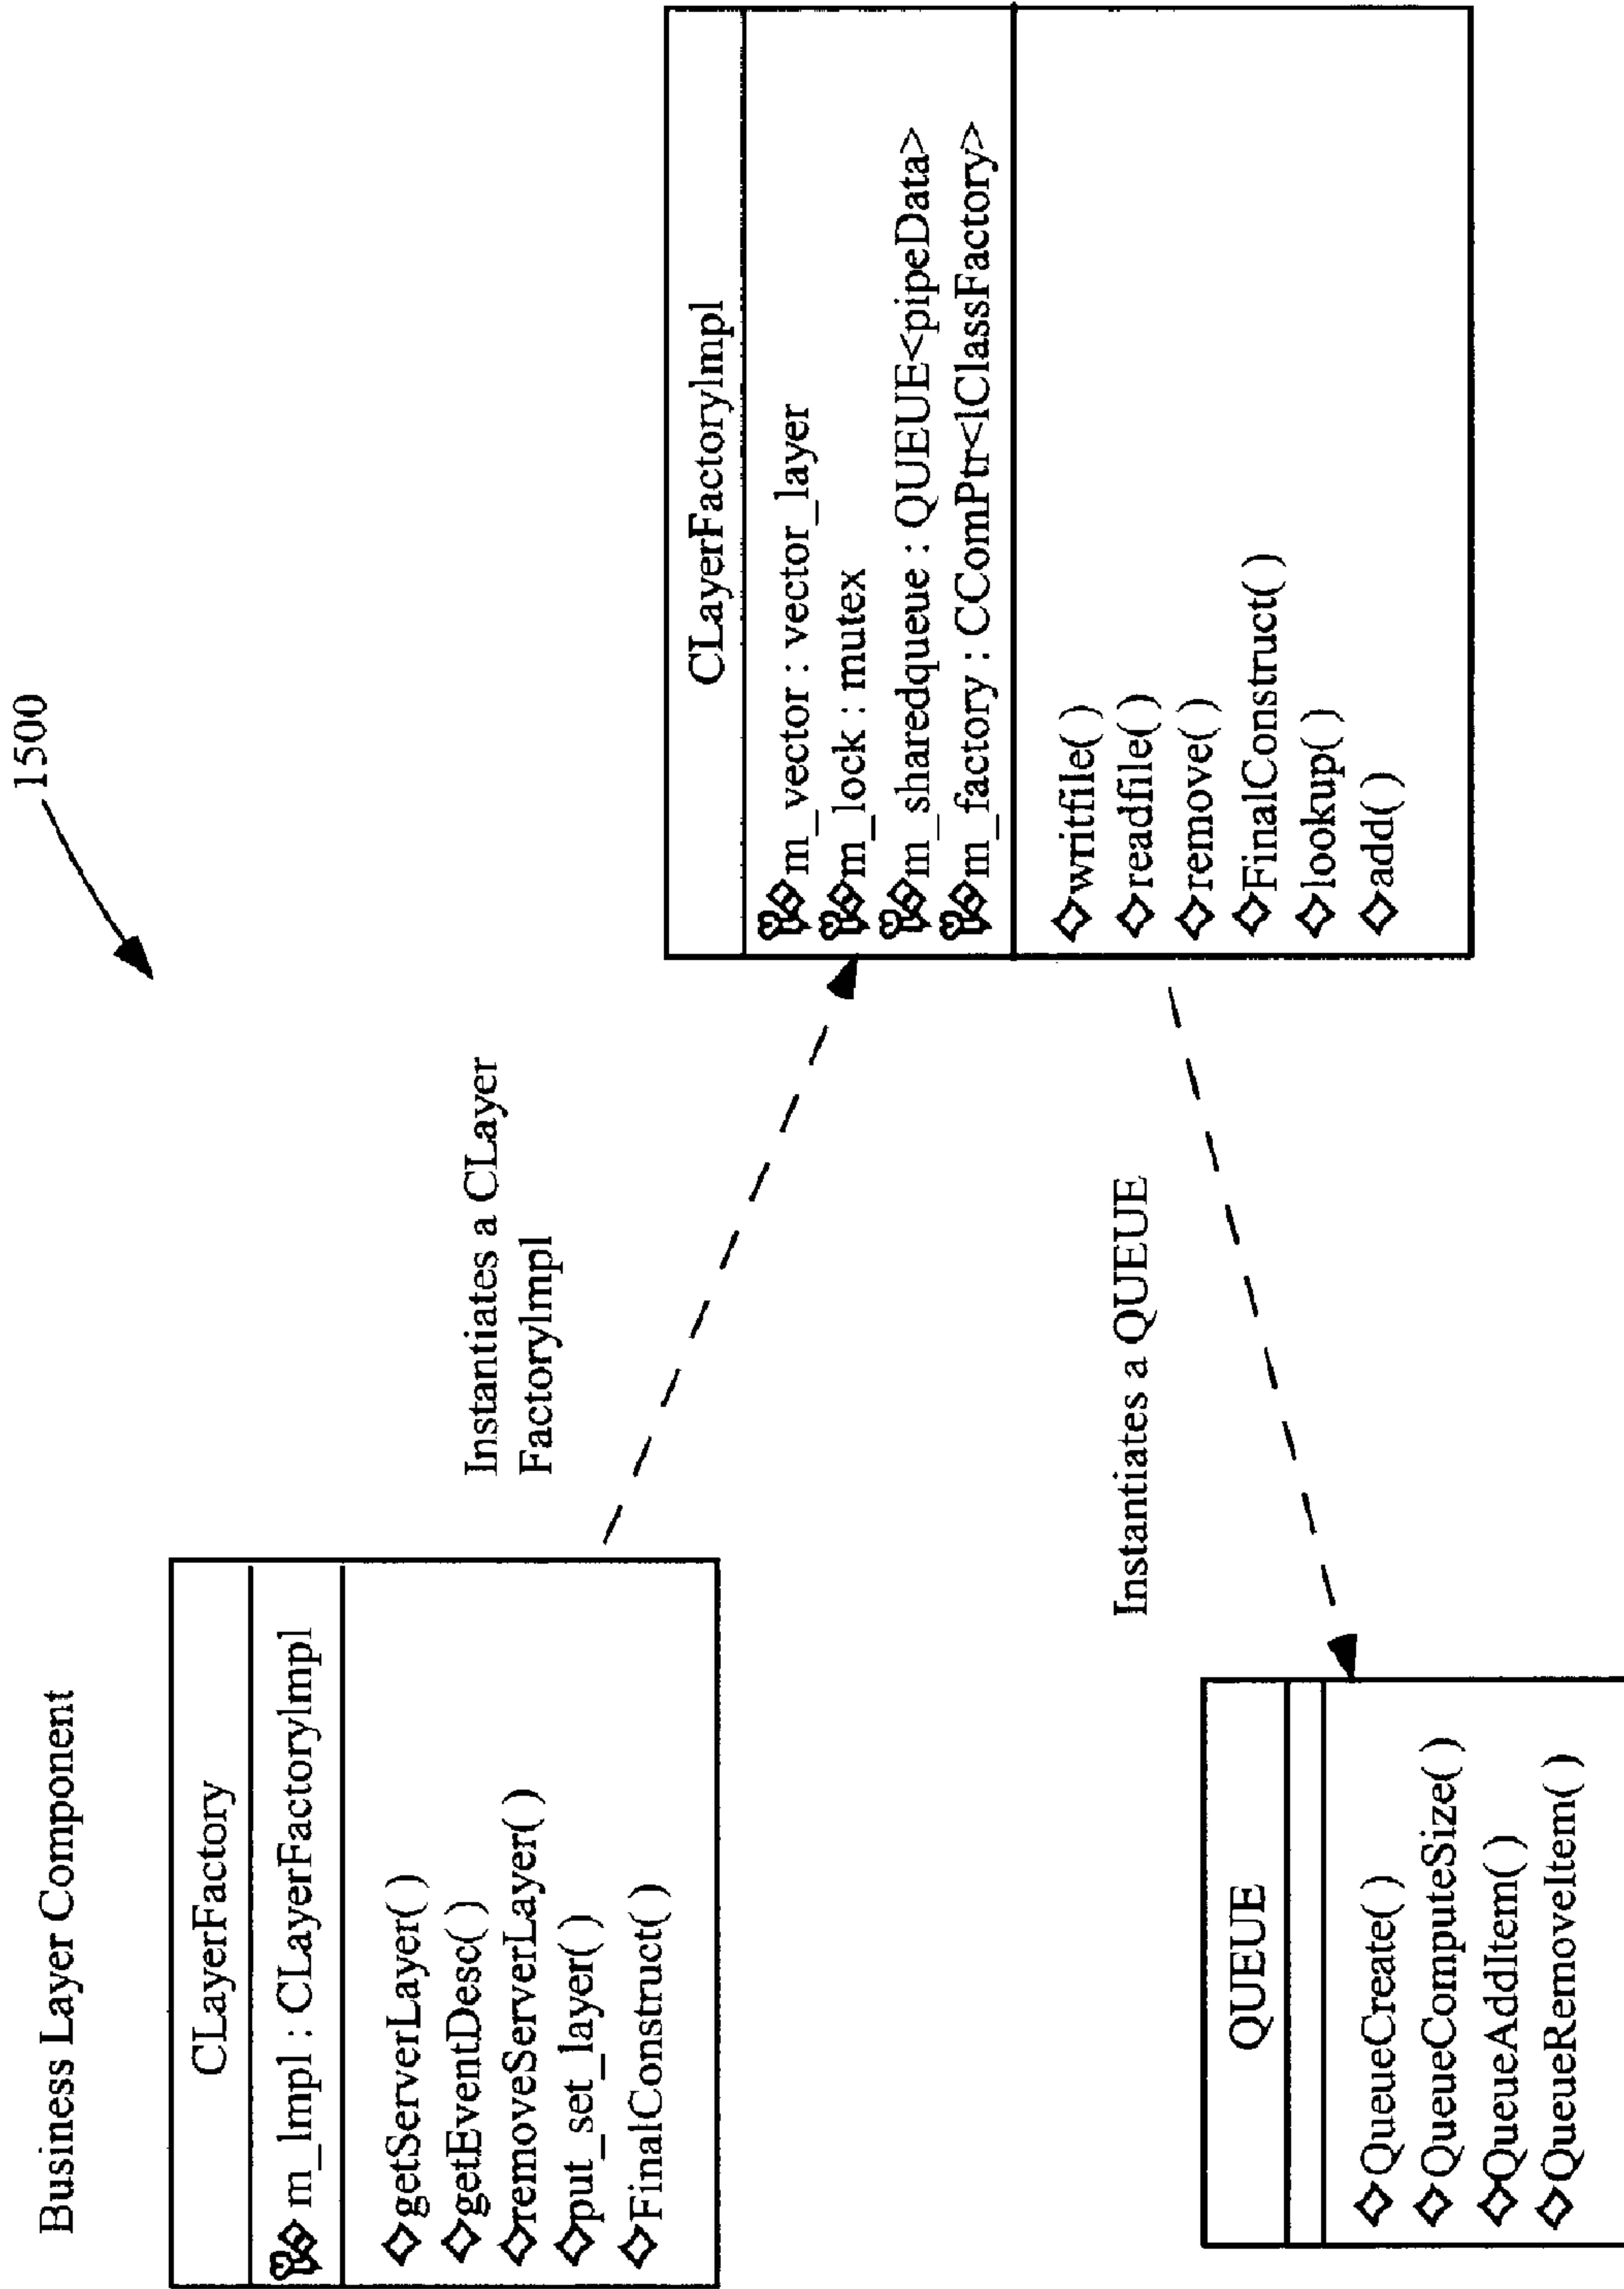 Business Layer Component
1500
CLayerFactory
m_Impl : CLayerFactoryImpl
getServerLayer( )
getEventDesc( )
removeServerLayer( )
put_set_layer( )
FinalConstruct( )
Instantiates a CLayer
FactoryImpl
CLayerFactoryImpl
m_vector : vector_layer
m_lock : mutex
m_sharedqueue : QUEUE<pipeData>
m_factory : CComPtr<IClassFactory>
writfile( )
readfile( )
remove( )
FinalConstruct( )
lookup( )
add( )
Instantiates a QUEUE
QUEUE
QueueCreate( )
QueueComputeSize( )
QueueAddItem( )
QueueRemoveItem( )